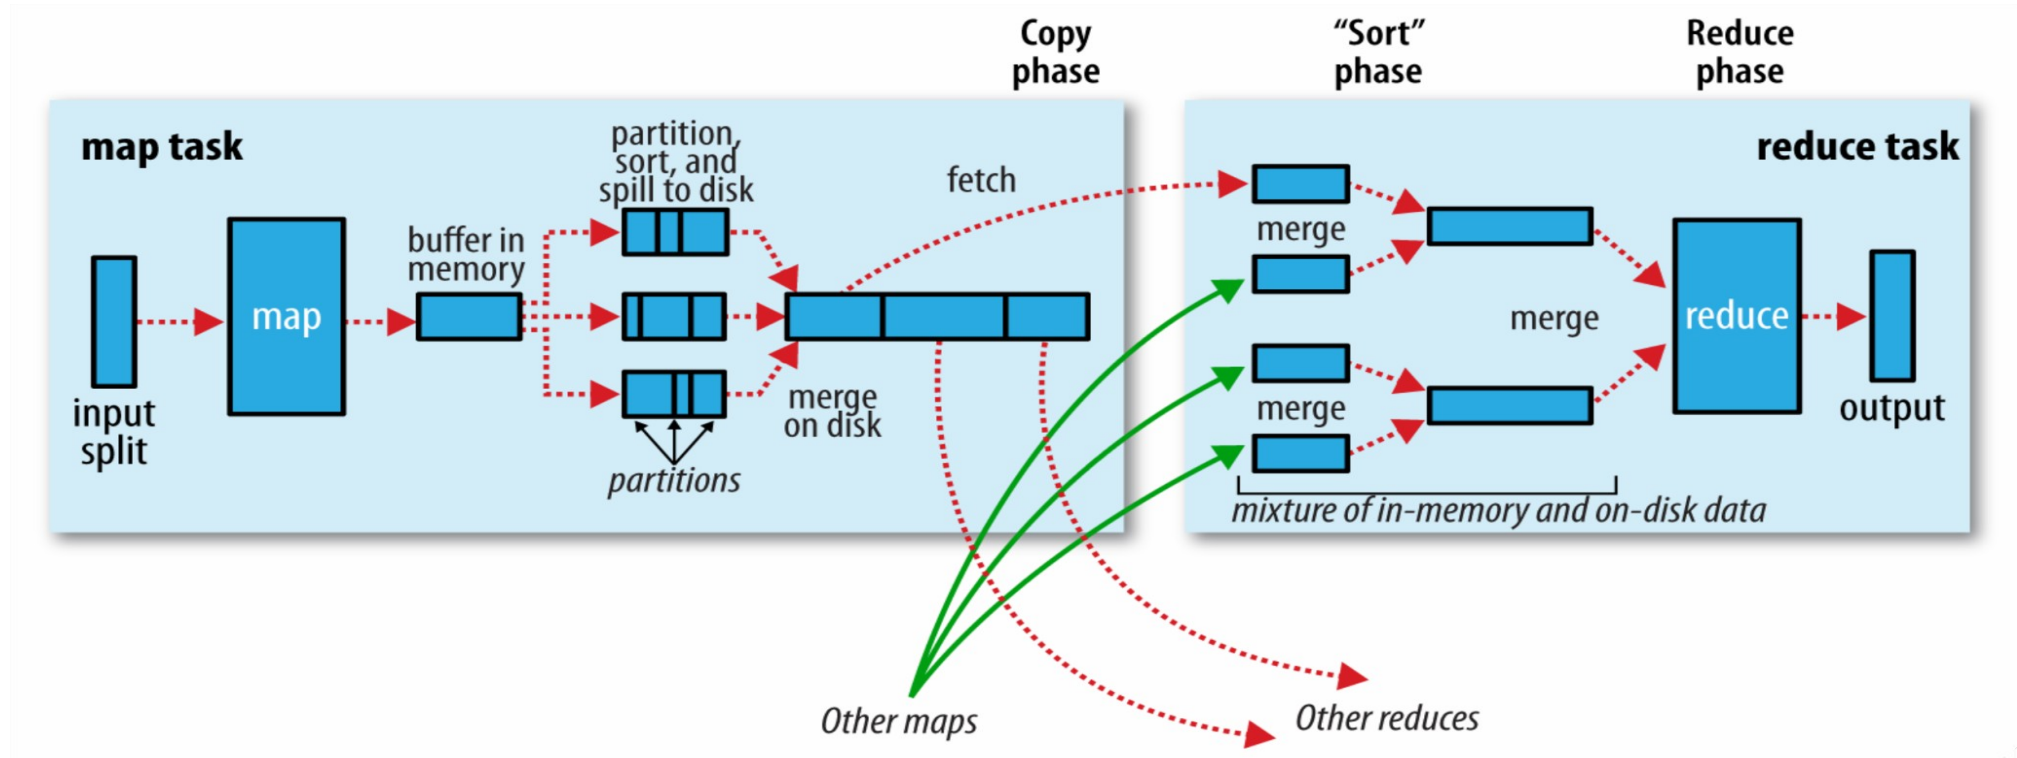 Copy
phase
“Sort”
phase
Reduce
phase
map task
partition,
sort, and
spill to disk
fetch
buffer in
memory
map
input
split
merge
on disk
partitions
reduce task
merge
merge
merge
reduce
output
mixture of in-memory and on-disk data
Other maps
Other reduces